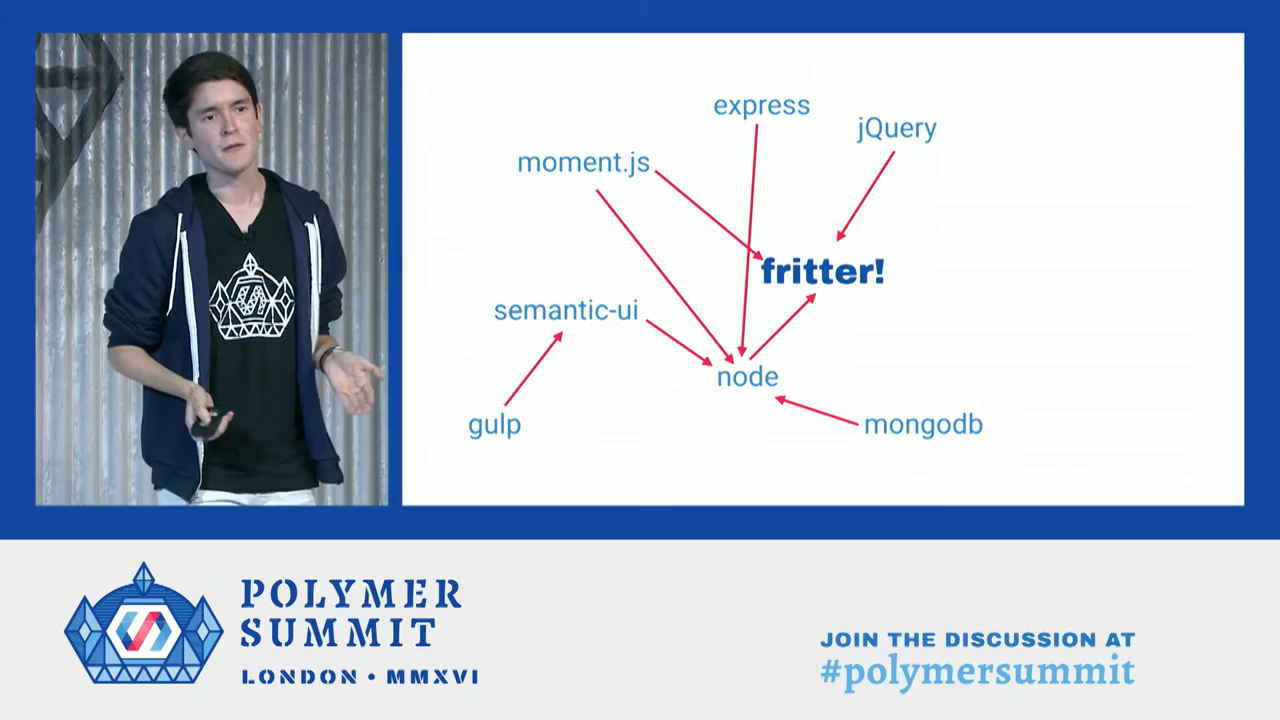 express
jQuery
moment.js
fritter!
semantic-ui
node
gulp
mongodb
POLYMER
SUMMIT
LONDON • MMXVI
JOIN THE DISCUSSION AT
#polymersummit